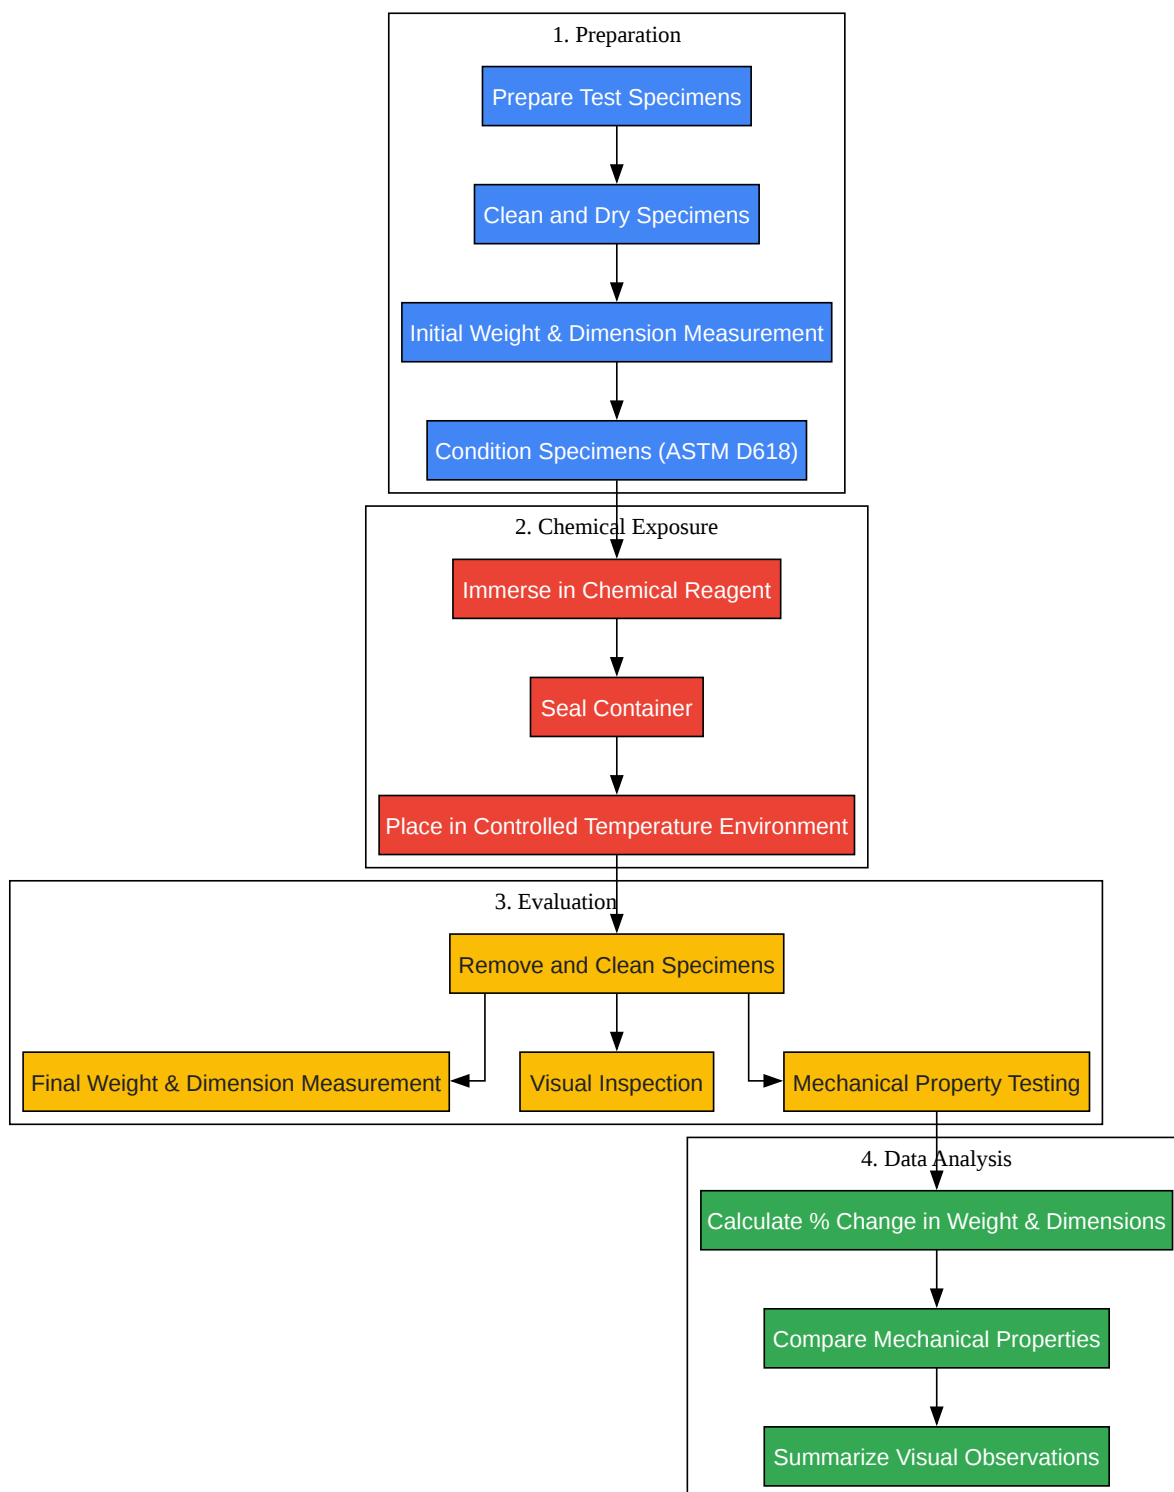 1. Preparation
Prepare Test Specimens
Clean and Dry Specimens
Initial Weight & Dimension Measurement
Condition Specimens (ASTM D618)
2. Chemical Exposure
Immerse in Chemical Reagent
Seal Container
Place in Controlled Temperature Environment
3. Evaluation
Remove and Clean Specimens
Final Weight & Dimension Measurement
Visual Inspection
Mechanical Property Testing
4. Data Analysis
Calculate % Change in Weight & Dimensions
Compare Mechanical Properties
Summarize Visual Observations